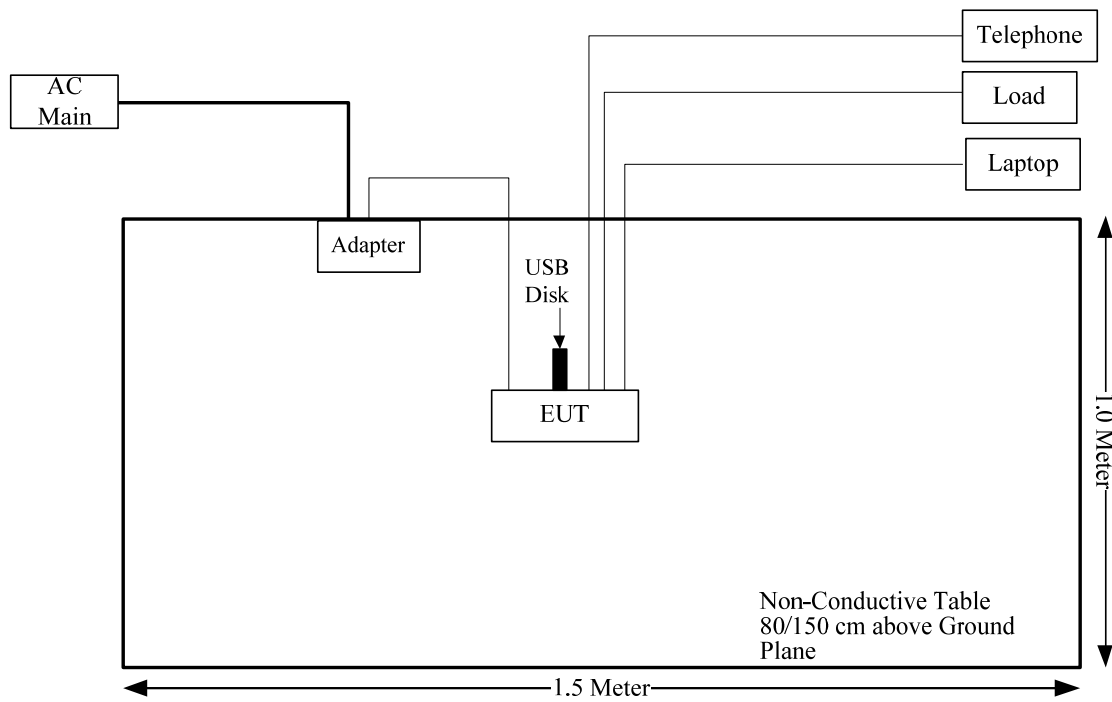 Telephone
AC
Main
Load
Laptop
Adapter
USB
Disk
EUT
1.0 Meter
Non-Conductive Table
80/150 cm above Ground
Plane
1.5 Meter